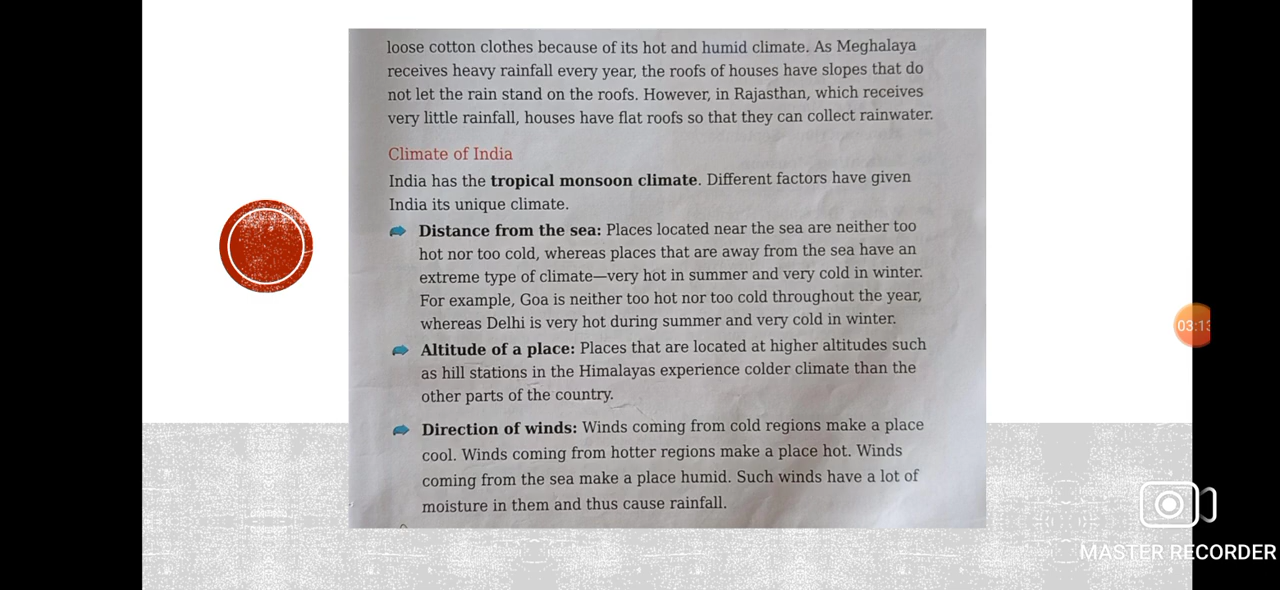 loose cotton clothes because of its hot and humid climate. As Meghalaya
receives heavy rainfall every year, the roofs of houses have slopes that do
not let the rain stand on the roofs. However, in Rajasthan, which receives
very little rainfall, houses have flat roofs so that they can collect rainwater.
Climate of India
India has the tropical monsoon climate. Different factors have given
India its unique climate.
Distance from the sea: Places located near the sea are neither too
hot nor too cold, whereas places that are away from the sea have an
extreme type of climate—very hot in summer and very cold in winter.
For example, Goa is neither too hot nor too cold throughout the year,
whereas Delhi is very hot during summer and very cold in winter.
Altitude of a place: Places that are located at higher altitudes such
as hill stations in the Himalayas experience colder climate than the
other parts of the country.
Direction of winds: Winds coming from cold regions make a place
cool. Winds coming from hotter regions make a place hot. Winds
coming from the sea make a place humid. Such winds have a lot of
moisture in them and thus cause rainfall.
03:13
MASTER RECORDER